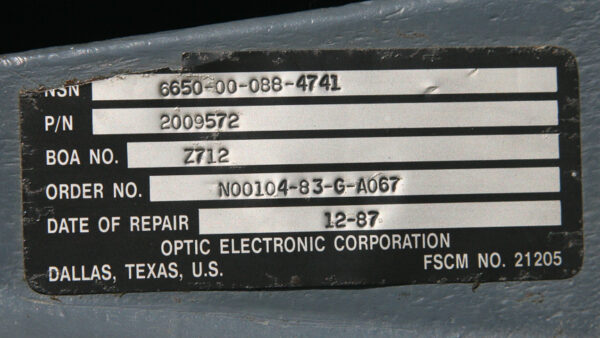 NSN 6650-00-088-4741
P/N 2009572
BOA NO. Z712
ORDER NO. N00104-83-G-A067
DATE OF REPAIR 12-87
OPTIC ELECTRONIC CORPORATION
DALLAS, TEXAS, U.S. FSCM NO. 21205